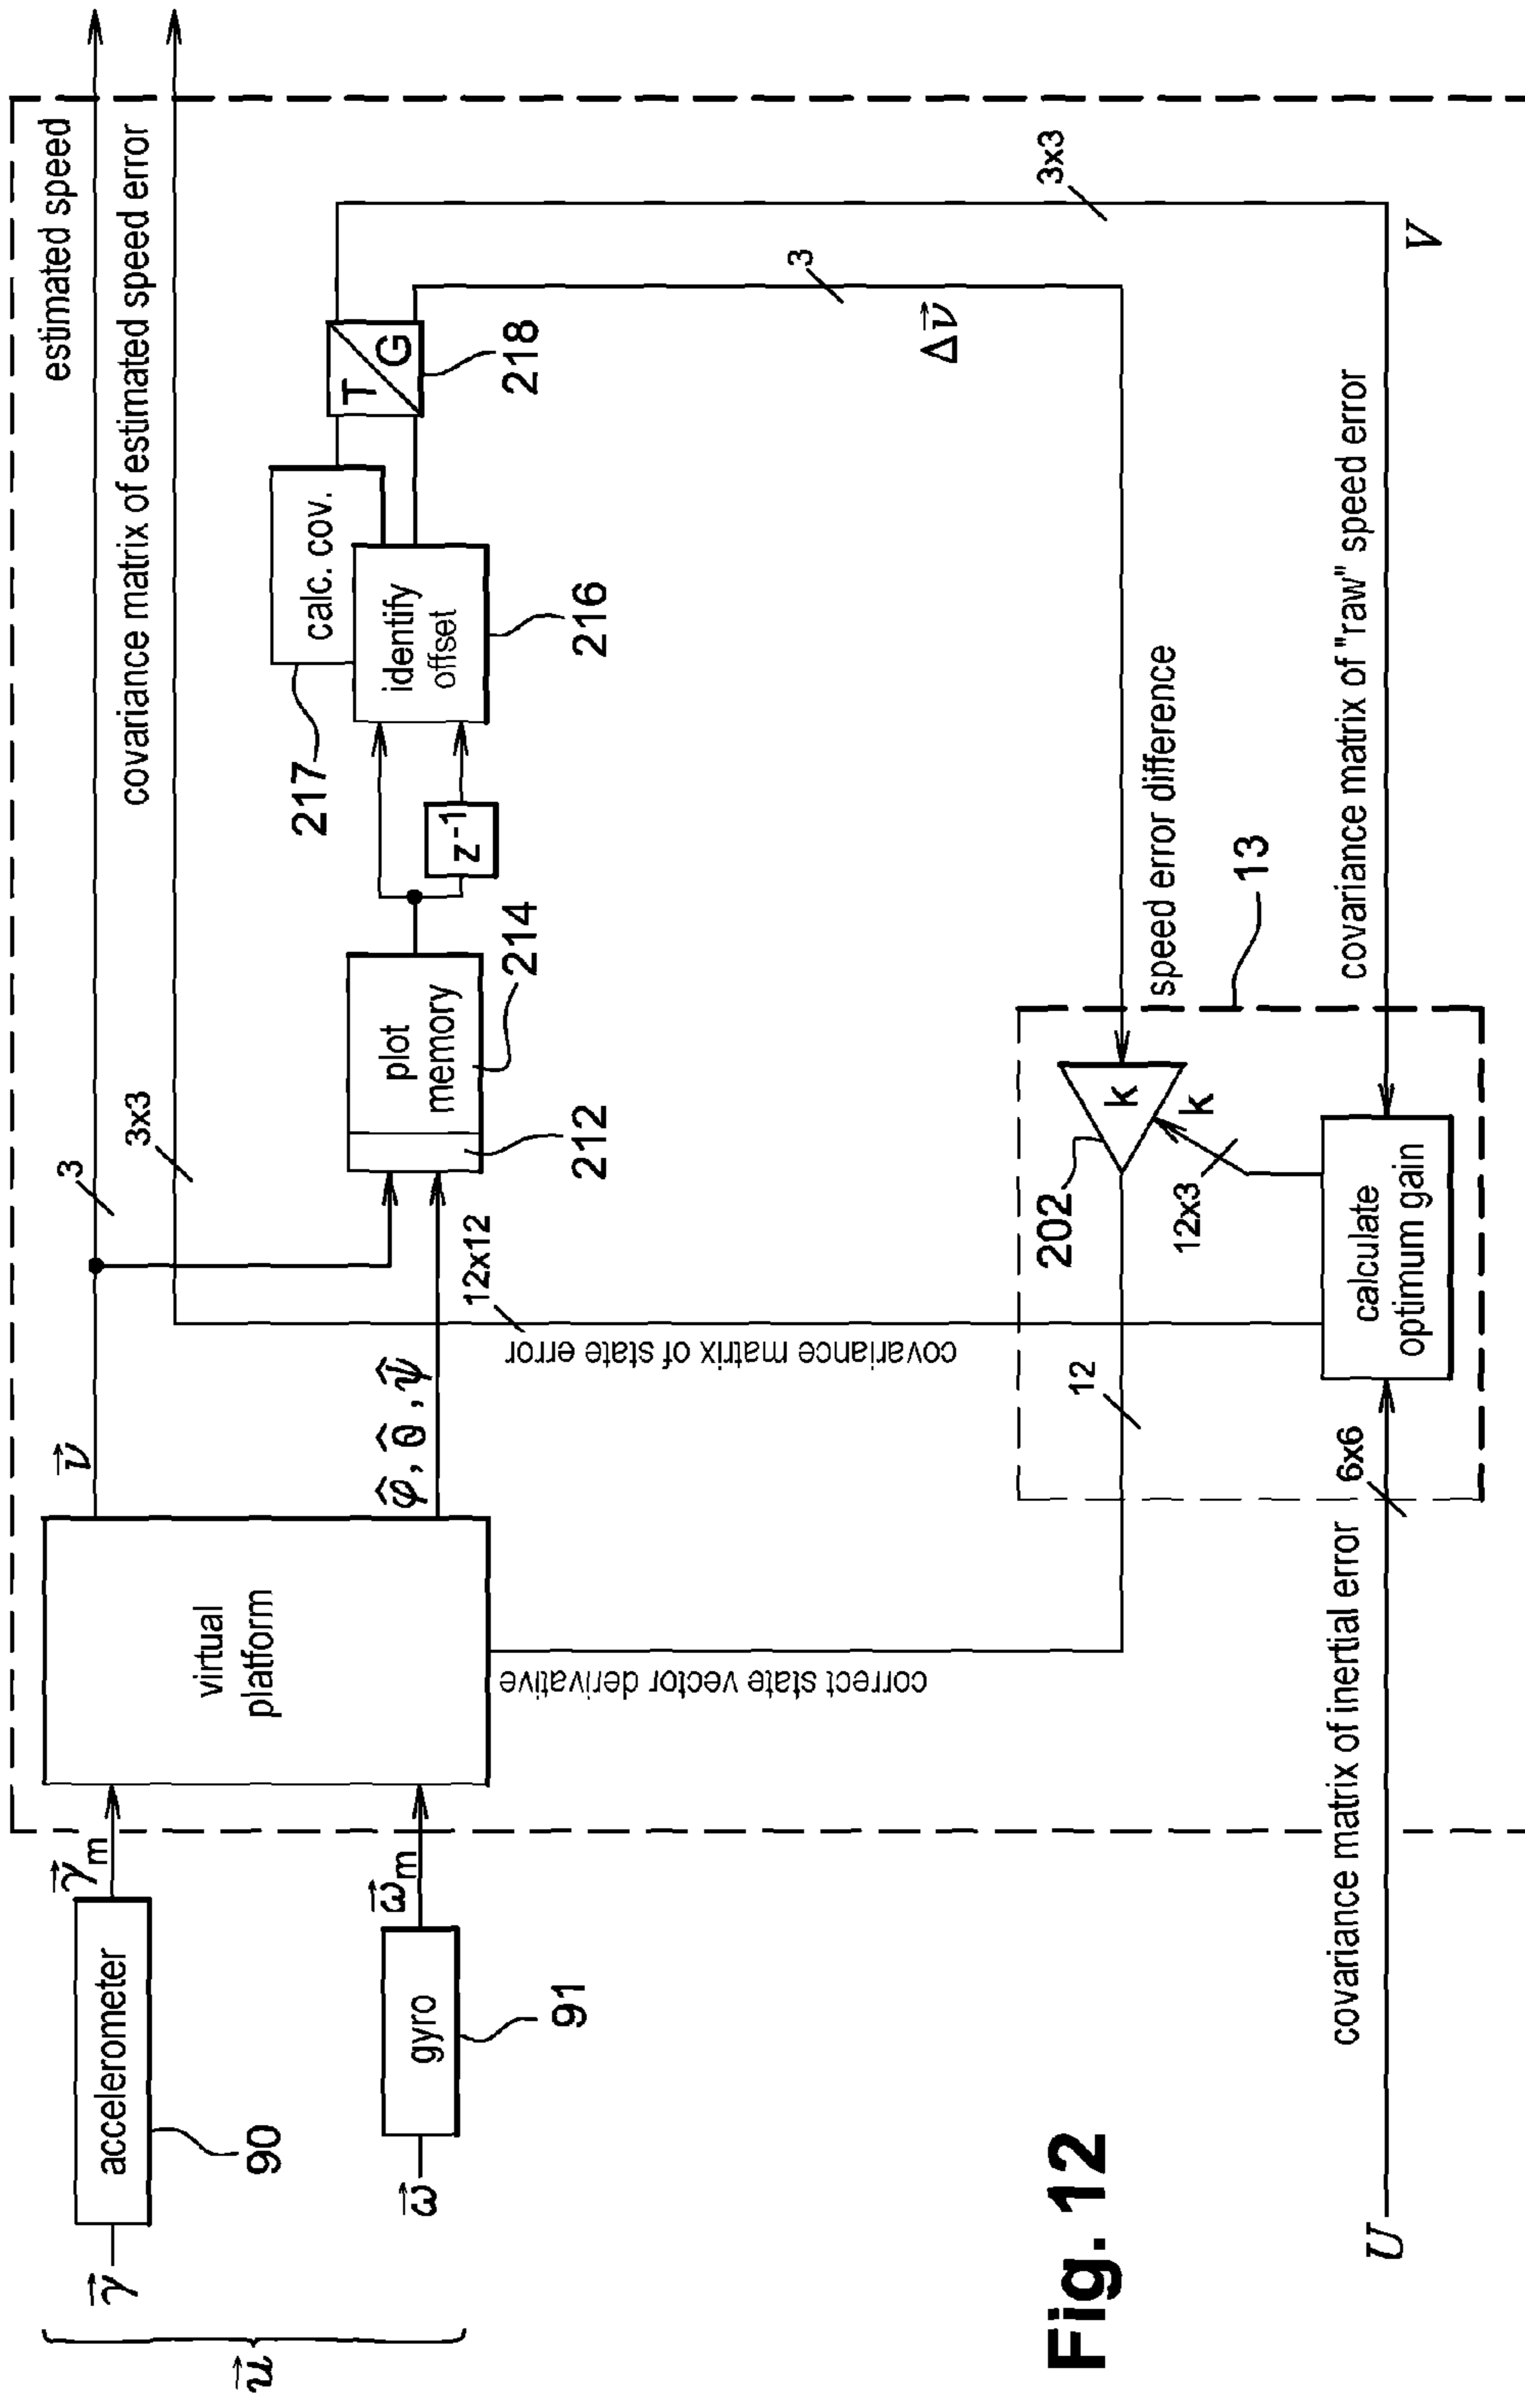 estimated speed
covariance matrix of estimated speed error
3
3x3
3x3
3
V
Δν⃗
ν⃗
φ̂, θ̂, ψ̂
virtual
platform
accelerometer
90
γ⃗
γ⃗m
gyro
91
ω⃗
ω⃗m
u⃗
212
plot
memory
214
z-1
identify
offset
216
calc. cov.
217
T
G
218
12x12
covariance matrix of state error
correct state vector derivative
12
speed error difference
13
k
k
202
12x3
calculate
optimum gain
covariance matrix of "raw" speed error
6x6
covariance matrix of inertial error
U
Fig. 12